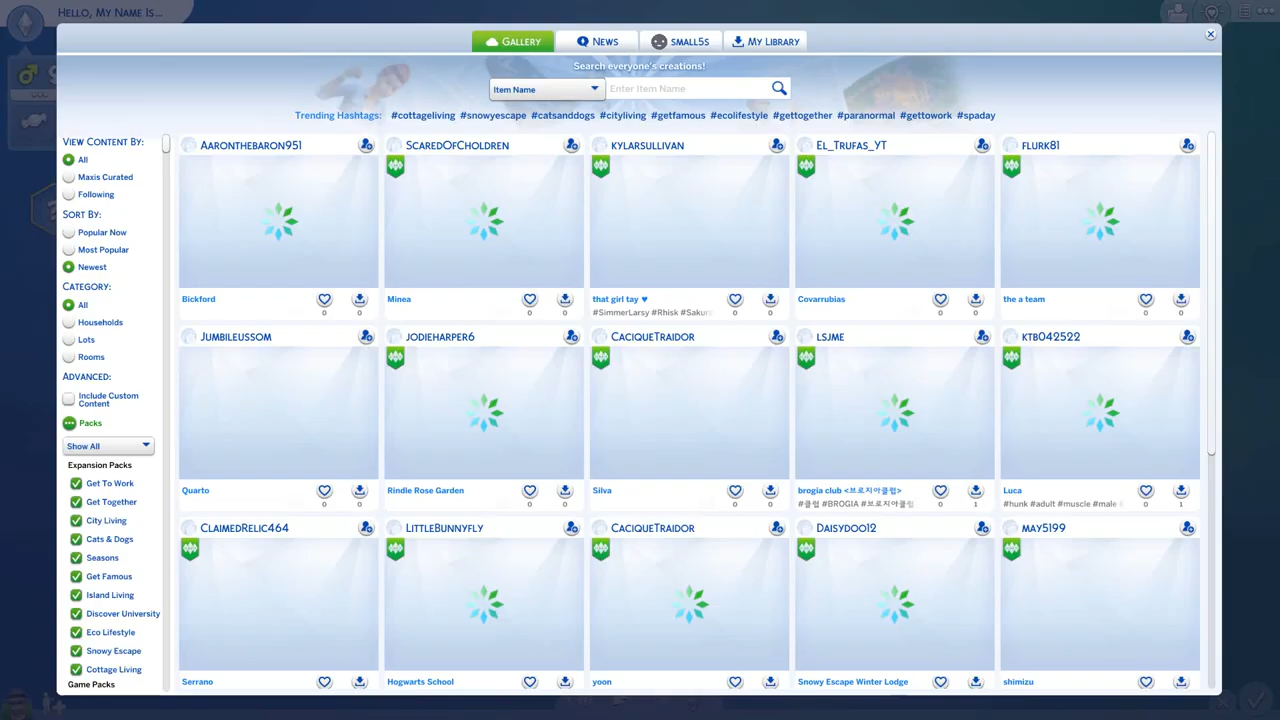 Hello, My Name Is...
Gallery
News
small5s
My Library
Search everyone's creations!
Item Name
Enter Item Name
Trending Hashtags: #cottageliving #snowyescape #catsanddogs #cityliving #getfamous #ecolifestyle #gettogether #paranormal #gettowork #spaday
View Content By:
All
Maxis Curated
Following
Sort By:
Popular Now
Most Popular
Newest
Category:
All
Households
Lots
Rooms
Advanced:
Include Custom
Content
Packs
Show All
Expansion Packs
Get To Work
Get Together
City Living
Cats & Dogs
Seasons
Get Famous
Island Living
Discover University
Eco Lifestyle
Snowy Escape
Cottage Living
Game Packs
Aaronthebaron951
Bickford
0
0
ScaredOfCholdren
Minea
0
0
kylarsullivan
that girl tay ♥
#SimmerLarsy #Rhisk #Sakur
0
0
El_Trufas_YT
Covarrubias
0
0
flurk81
the a team
0
0
Jumbileussom
Quarto
0
0
jodieharper6
Rindle Rose Garden
0
0
CaciqueTraidor
Silva
0
0
lsjme
brogia club <브로지아클럽>
#클럽 #BROGIA #브로지아클럽
0
1
ktb042522
Luca
#hunk #adult #muscle #male
0
1
ClaimedRelic464
Serrano
LittleBunnyfly
Hogwarts School
CaciqueTraidor
yoon
Daisydoo12
Snowy Escape Winter Lodge
may5199
shimizu